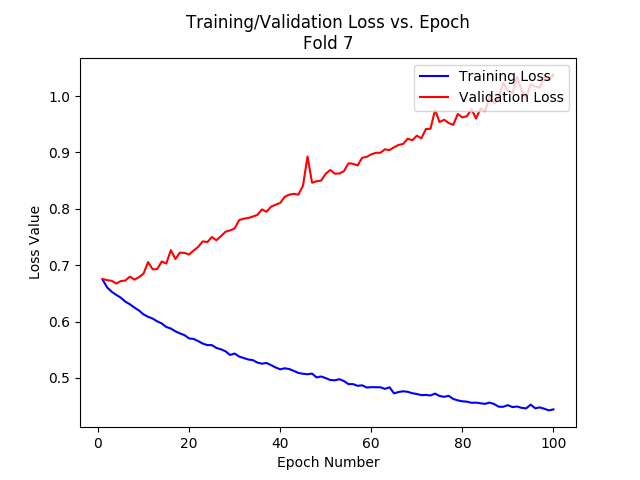 Training/Validation Loss vs. Epoch
Fold 7
Training Loss
Validation Loss
1.0
0.9
0.8
0.7
0.6
0.5
Loss Value
0 20 40 60 80 100
Epoch Number